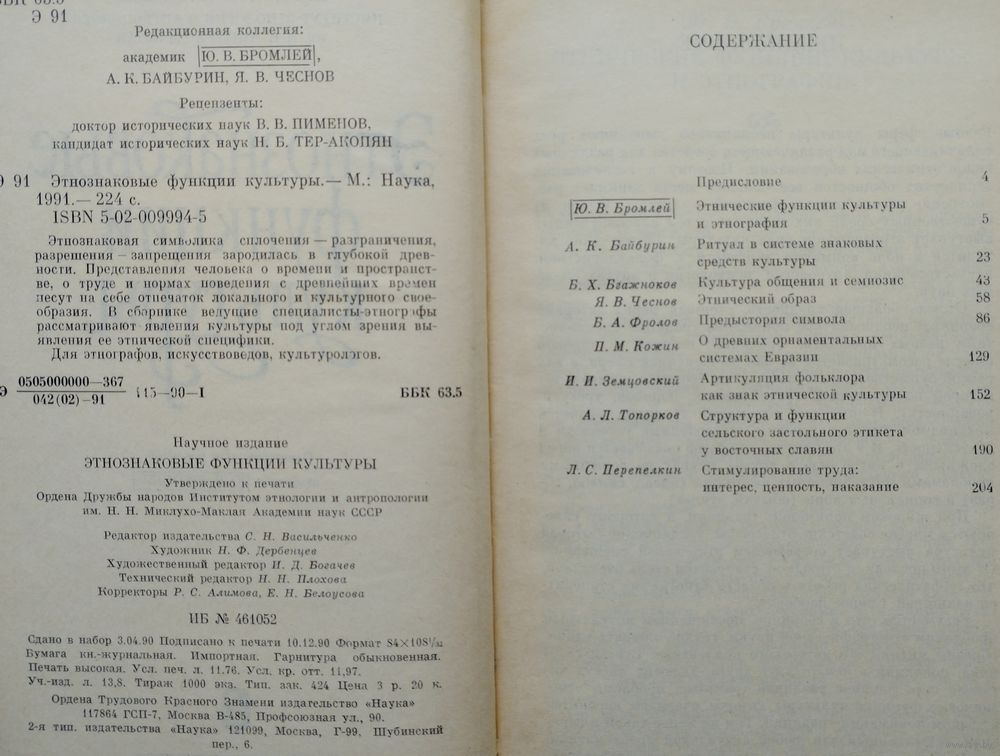 ББК 63.5
Э 91
Редакционная коллегия:
академик Ю. В. БРОМЛЕЙ,
А. К. БАЙБУРИН, Я. В. ЧЕСНОВ
Рецензенты:
доктор исторических наук В. В. ПИМЕНОВ,
кандидат исторических наук Н. Б. ТЕР-АКОПЯН
Э 91 Этнознаковые функции культуры.— М.: Наука,
1991.— 224 с.
ISBN 5-02-009994-5
Этнознаковая символика сплочения — разграничения,
разрешения — запрещения зародилась в глубокой древ-
ности. Представления человека о времени и пространст-
ве, о труде и нормах поведения с древнейших времен
несут на себе отпечаток локального и культурного свое-
образия. В сборнике ведущие специалисты-этнографы
рассматривают явления культуры под углом зрения вы-
явления ее этнической специфики.
Для этнографов, искусствоведов, культурологов.
Э 0505000000—367
042(02)—91
115—90—I
ББК 63.5
Научное издание
ЭТНОЗНАКОВЫЕ ФУНКЦИИ КУЛЬТУРЫ
Утверждено к печати
Ордена Дружбы народов Институтом этнологии и антропологии
им. Н. Н. Миклухо-Маклая Академии наук СССР
Редактор издательства С. Н. Васильченко
Художник Н. Ф. Дербенцев
Художественный редактор И. Д. Богачев
Технический редактор Н. Н. Плохова
Корректоры Р. С. Алимова, Е. Н. Белоусова
ИБ № 461052
Сдано в набор 3.04.90 Подписано к печати 10.12.90 Формат 84×108¹/₃₂
Бумага кн.-журнальная. Импортная. Гарнитура обыкновенная.
Печать высокая. Усл. печ. л. 11.76. Усл. кр. отт. 11,97.
Уч.-изд. л. 13,8. Тираж 1000 экз. Тип. зак. 424 Цена 3 р. 20 к.
Ордена Трудового Красного Знамени издательство «Наука»
117864 ГСП-7, Москва В-485, Профсоюзная ул., 90.
2-я тип. издательства «Наука» 121099, Москва, Г-99, Шубинский
пер., 6.
СОДЕРЖАНИЕ
Предисловие 4
Ю. В. Бромлей Этнические функции культуры
и этнография 5
А. К. Байбурин Ритуал в системе знаковых
средств культуры 23
Б. Х. Бгажноков Культура общения и семиозис 43
Я. В. Чеснов Этнический образ 58
Б. А. Фролов Предыстория символа 86
П. М. Кожин О древних орнаментальных
системах Евразии 129
И. И. Земцовский Артикуляция фольклора
как знак этнической культуры 152
А. Л. Топорков Структура и функции
сельского застольного этикета
у восточных славян 190
Л. С. Перепелкин Стимулирование труда:
интерес, ценность, наказание 204